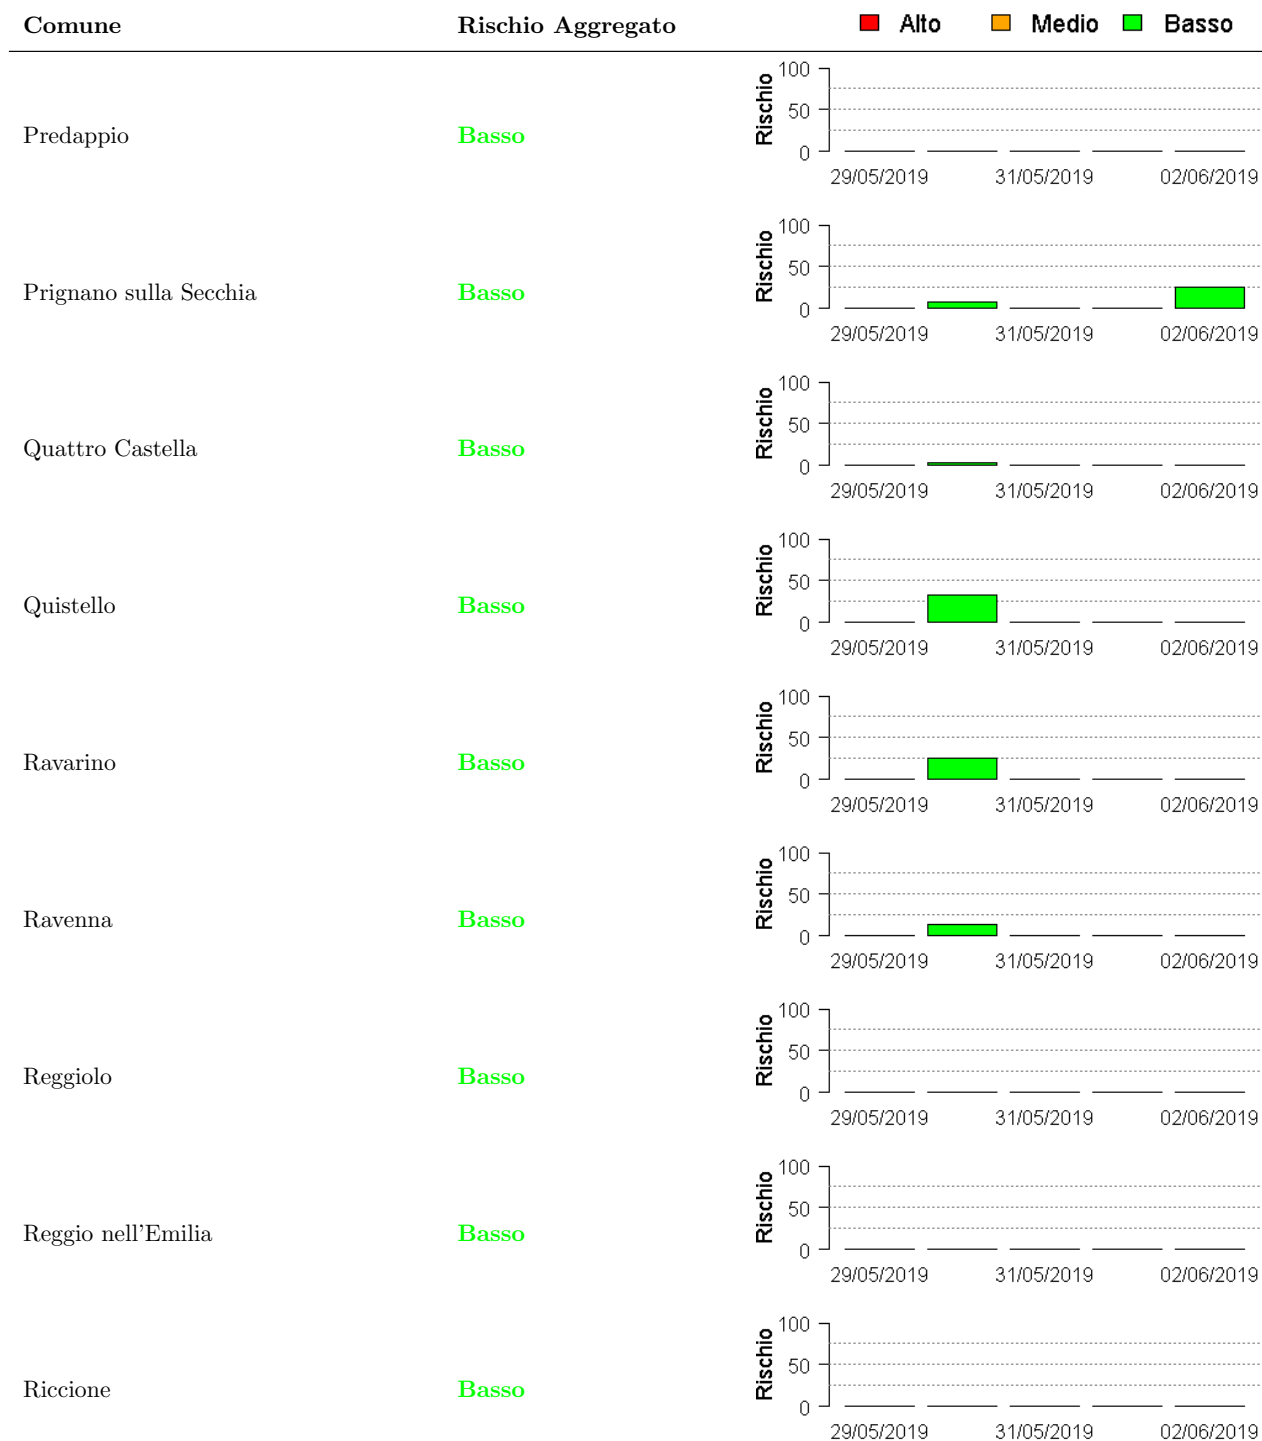 Comune Rischio Aggregato Alto Medio Basso
100
50
0
Rischio
Predappio Basso
29/05/2019 31/05/2019 02/06/2019
100
50
0
Rischio
Prignano sulla Secchia Basso
29/05/2019 31/05/2019 02/06/2019
100
50
0
Rischio
Quattro Castella Basso
29/05/2019 31/05/2019 02/06/2019
100
50
0
Rischio
Quistello Basso
29/05/2019 31/05/2019 02/06/2019
100
50
0
Rischio
Ravarino Basso
29/05/2019 31/05/2019 02/06/2019
100
50
0
Rischio
Ravenna Basso
29/05/2019 31/05/2019 02/06/2019
100
50
0
Rischio
Reggiolo Basso
29/05/2019 31/05/2019 02/06/2019
100
50
0
Rischio
Reggio nell'Emilia Basso
29/05/2019 31/05/2019 02/06/2019
100
50
0
Rischio
Riccione Basso
29/05/2019 31/05/2019 02/06/2019